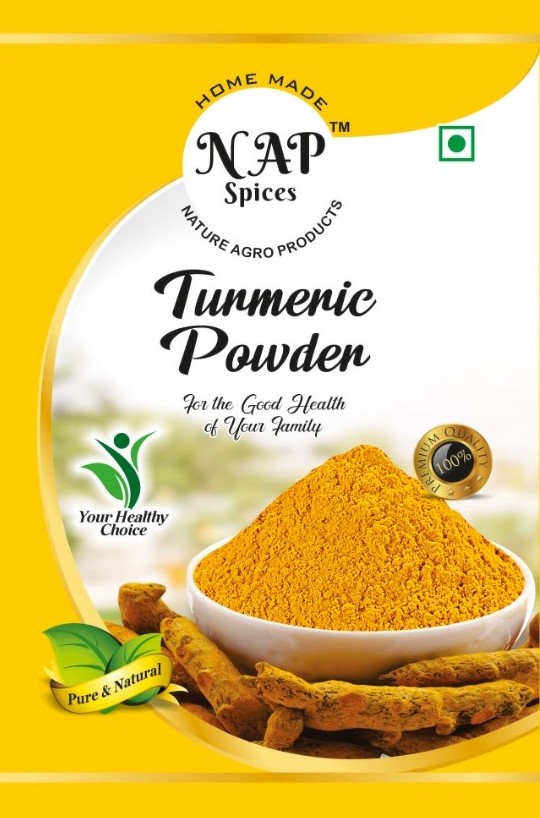 HOME MADE
NAP TM
Spices
NATURE AGRO PRODUCTS
Turmeric
Powder
For the Good Health
of Your Family
PREMIUM QUALITY
100%
Your Healthy
Choice
Pure & Natural